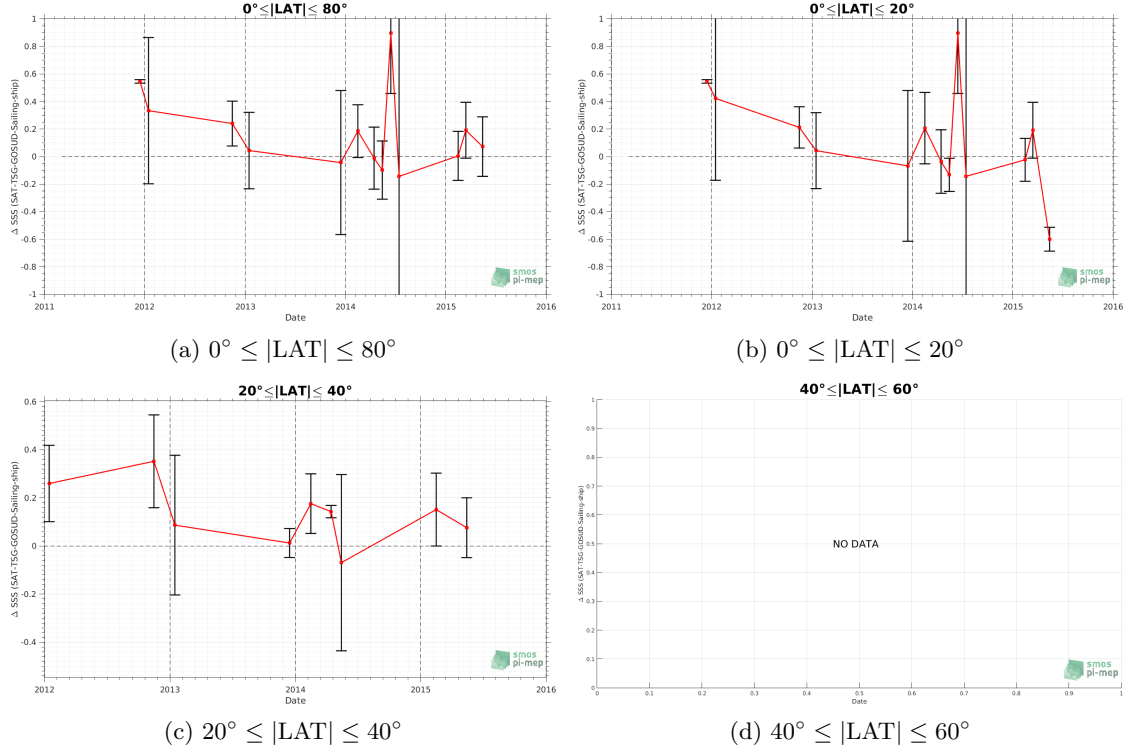 0°≤|LAT|≤ 80°
1
0.8
0.6
0.4
0.2
0
-0.2
-0.4
-0.6
-0.8
-1
Δ SSS (SAT-TSG-GOSUD-Sailing-ship)
2011 2012 2013 2014 2015 2016
Date
smos
pi-mep
(a) 0° ≤ |LAT| ≤ 80°
0°≤|LAT|≤ 20°
1
0.8
0.6
0.4
0.2
0
-0.2
-0.4
-0.6
-0.8
-1
Δ SSS (SAT-TSG-GOSUD-Sailing-ship)
2011 2012 2013 2014 2015 2016
Date
smos
pi-mep
(b) 0° ≤ |LAT| ≤ 20°
20°≤|LAT|≤ 40°
0.6
0.4
0.2
0
-0.2
-0.4
Δ SSS (SAT-TSG-GOSUD-Sailing-ship)
2012 2013 2014 2015 2016
Date
smos
pi-mep
(c) 20° ≤ |LAT| ≤ 40°
40°≤|LAT|≤ 60°
1
0.9
0.8
0.7
0.6
0.5
0.4
0.3
0.2
0.1
0
Δ SSS (SAT-TSG-GOSUD-Sailing-ship)
NO DATA
0 0.1 0.2 0.3 0.4 0.5 0.6 0.7 0.8 0.9 1
Date
smos
pi-mep
(d) 40° ≤ |LAT| ≤ 60°